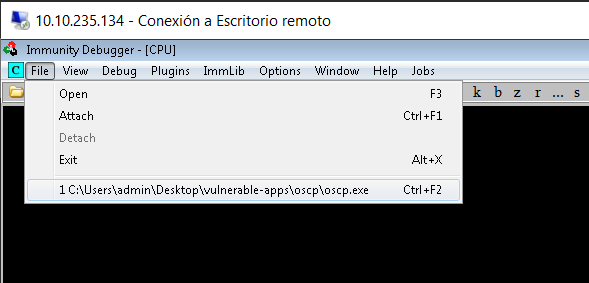 10.10.235.134 - Conexión a Escritorio remoto
Immunity Debugger - [CPU]
C File View Debug Plugins ImmLib Options Window Help Jobs
k b z r ... s
Open F3
Attach Ctrl+F1
Detach
Exit Alt+X
1 C:\Users\admin\Desktop\vulnerable-apps\oscp\oscp.exe Ctrl+F2